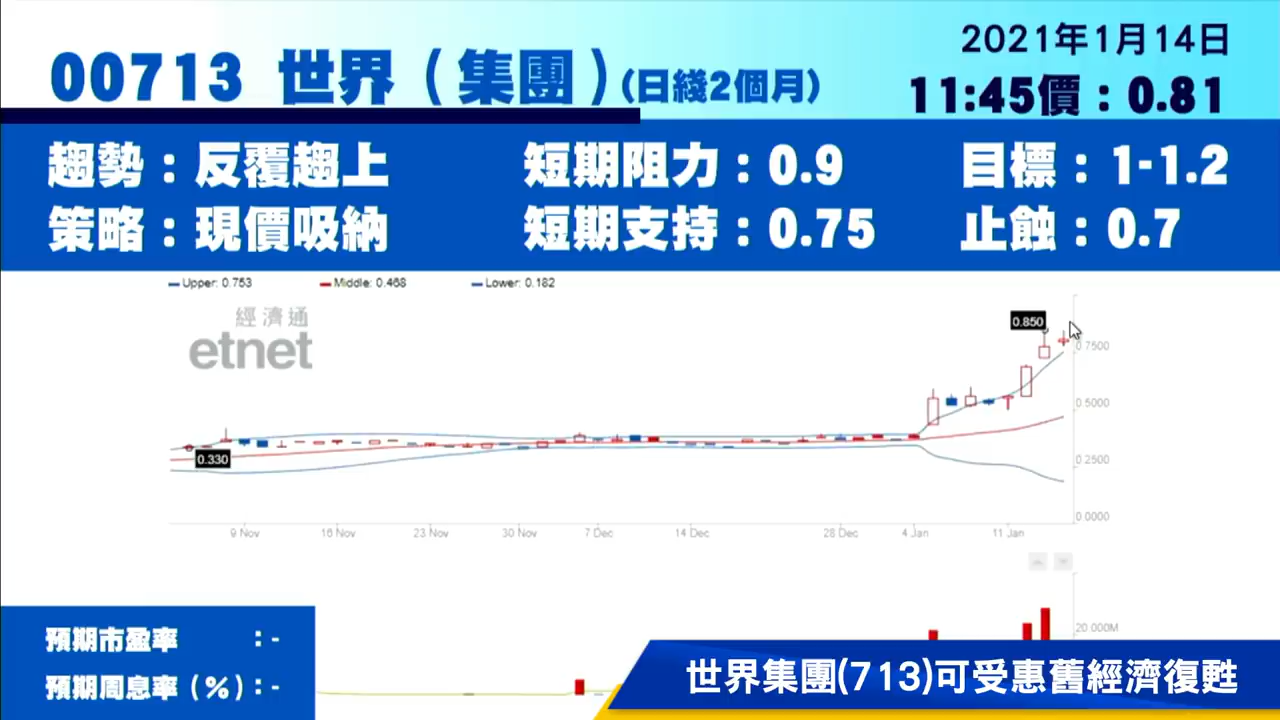 00713 世界（集團）(日綫2個月)
2021年1月14日
11:45價：0.81
趨勢：反覆趨上
短期阻力：0.9
目標：1-1.2
策略：現價吸納
短期支持：0.75
止蝕：0.7
Upper: 0.753 Middle: 0.468 Lower: 0.182
經濟通
etnet
0.850
0.7500
0.5000
0.330
0.2500
0.0000
9 Nov 16 Nov 23 Nov 30 Nov 7 Dec 14 Dec 28 Dec 4 Jan 11 Jan
20.000M
預期市盈率 ：-
預期周息率（%）：-
世界集團(713)可受惠舊經濟復甦